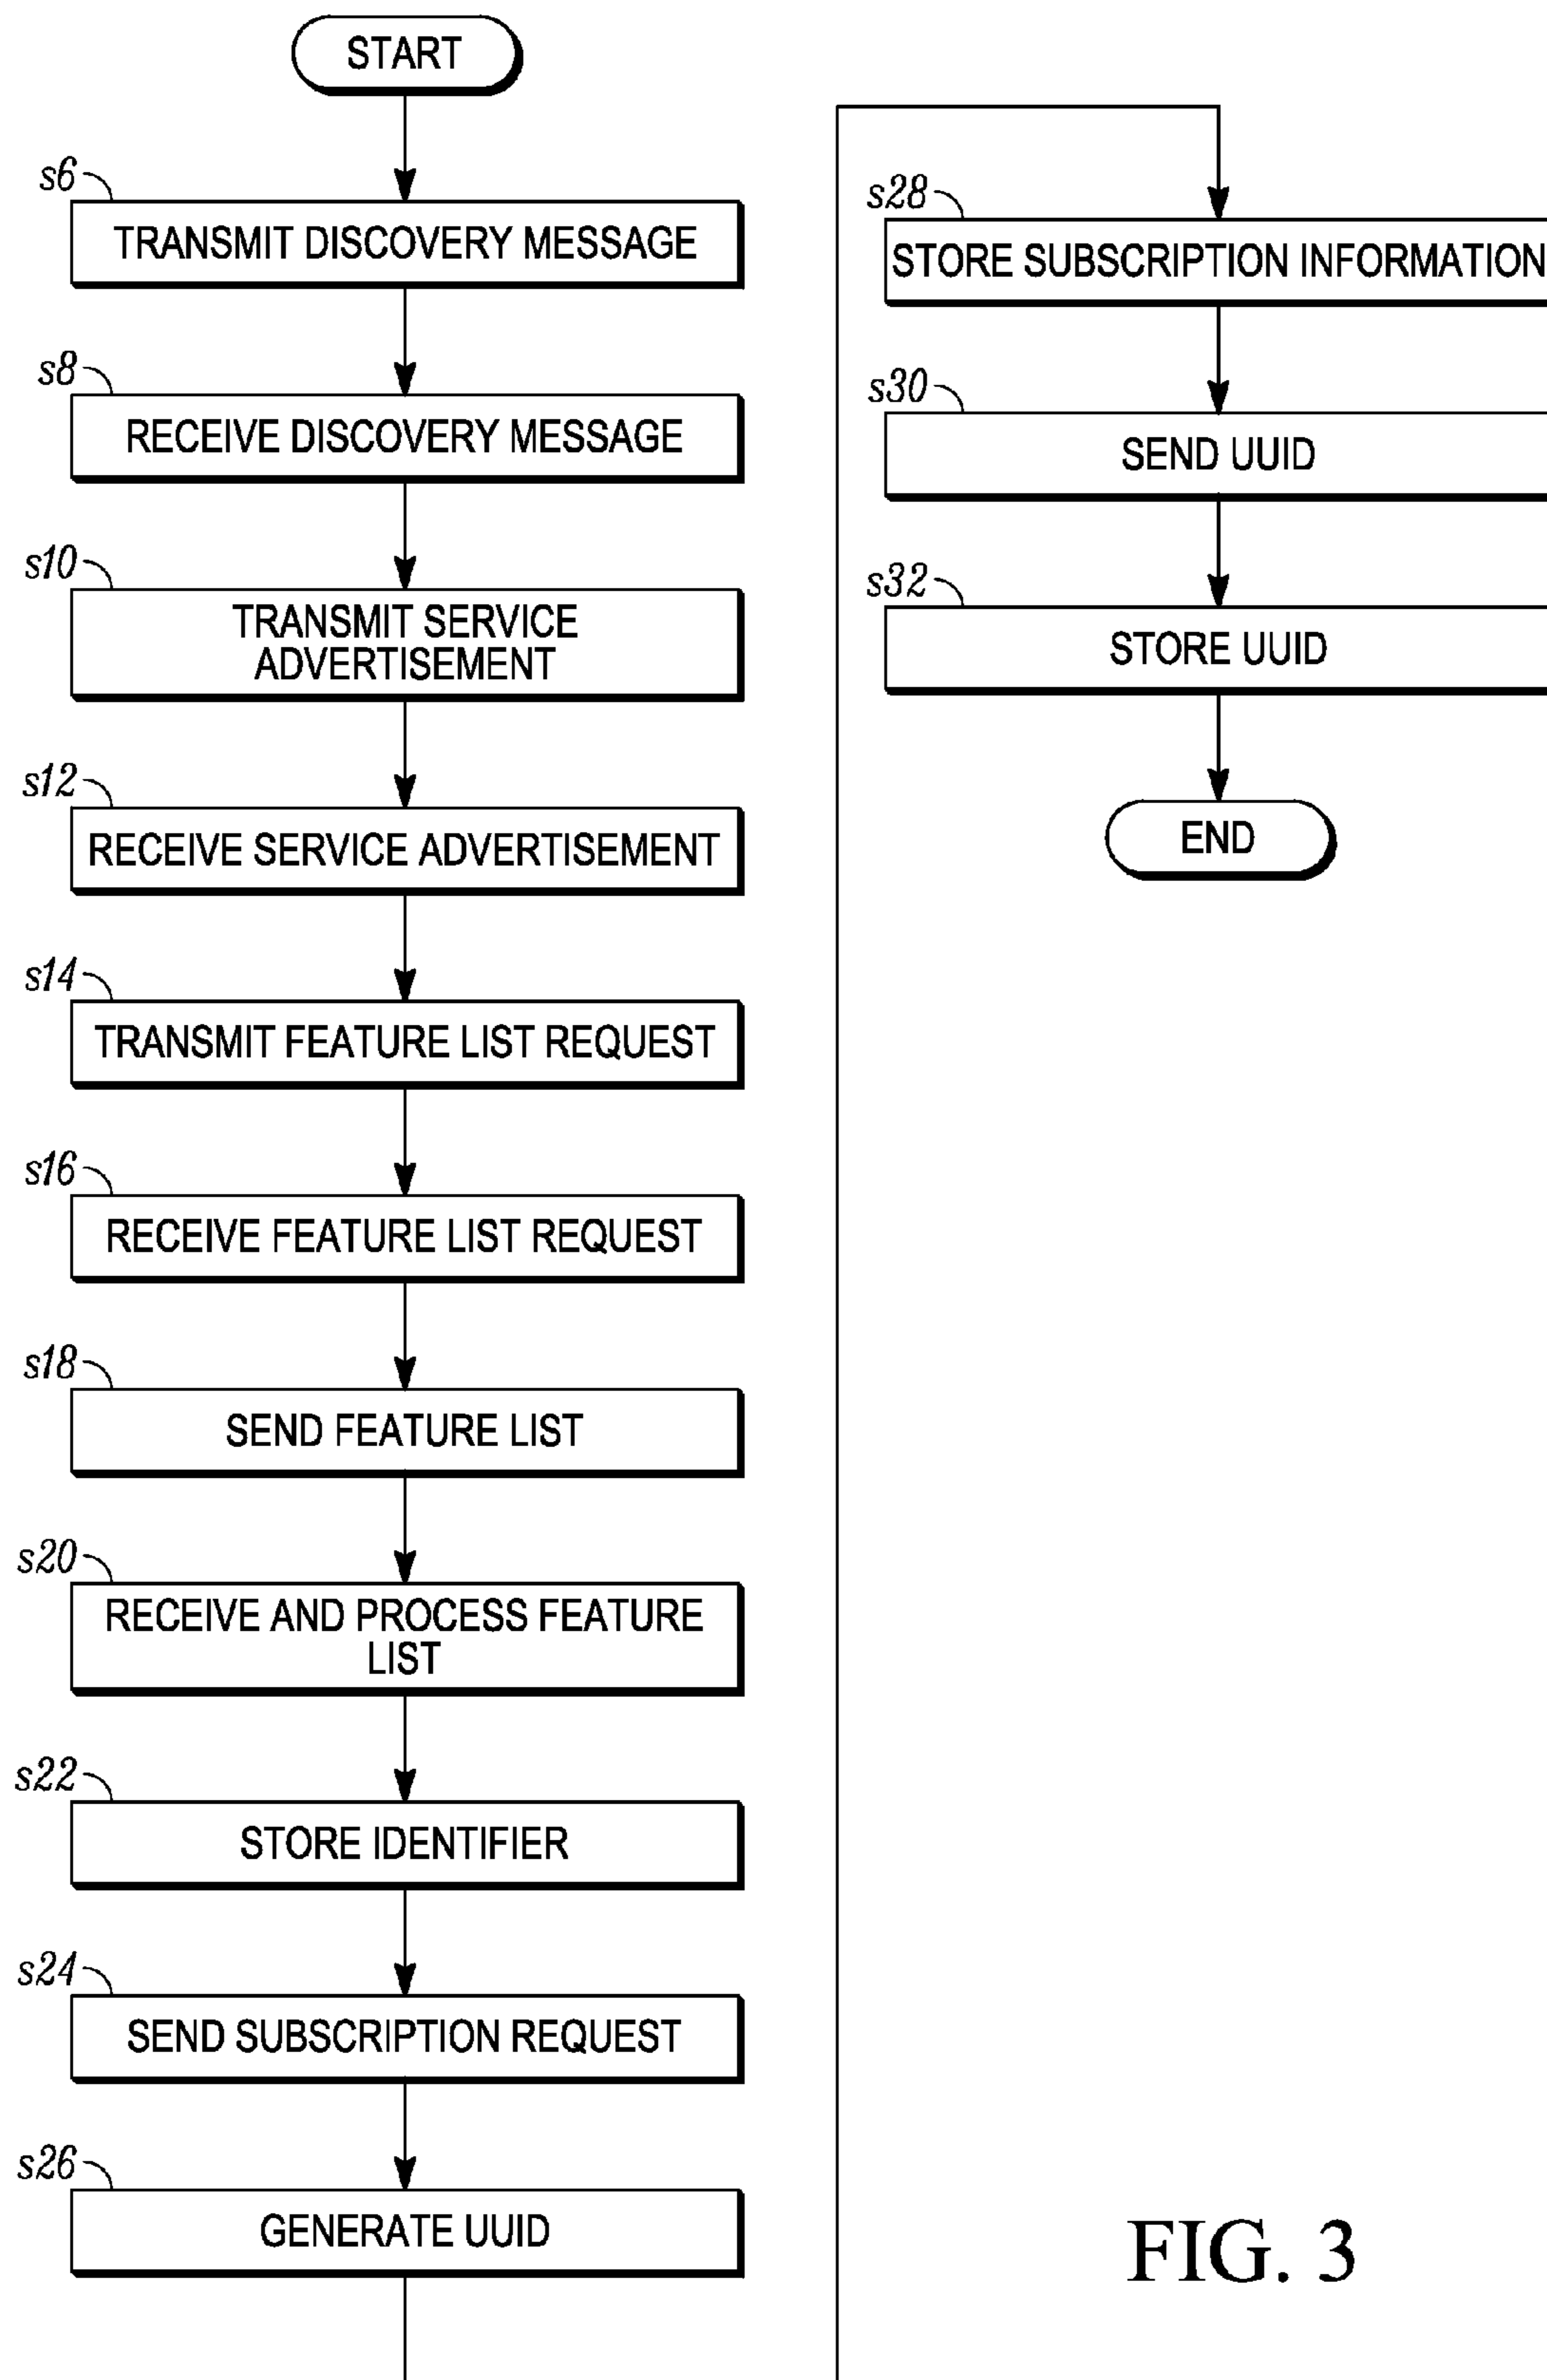 START
s6
TRANSMIT DISCOVERY MESSAGE
s8
RECEIVE DISCOVERY MESSAGE
s10
TRANSMIT SERVICE
ADVERTISEMENT
s12
RECEIVE SERVICE ADVERTISEMENT
s14
TRANSMIT FEATURE LIST REQUEST
s16
RECEIVE FEATURE LIST REQUEST
s18
SEND FEATURE LIST
s20
RECEIVE AND PROCESS FEATURE
LIST
s22
STORE IDENTIFIER
s24
SEND SUBSCRIPTION REQUEST
s26
GENERATE UUID
s28
STORE SUBSCRIPTION INFORMATION
s30
SEND UUID
s32
STORE UUID
END
FIG. 3